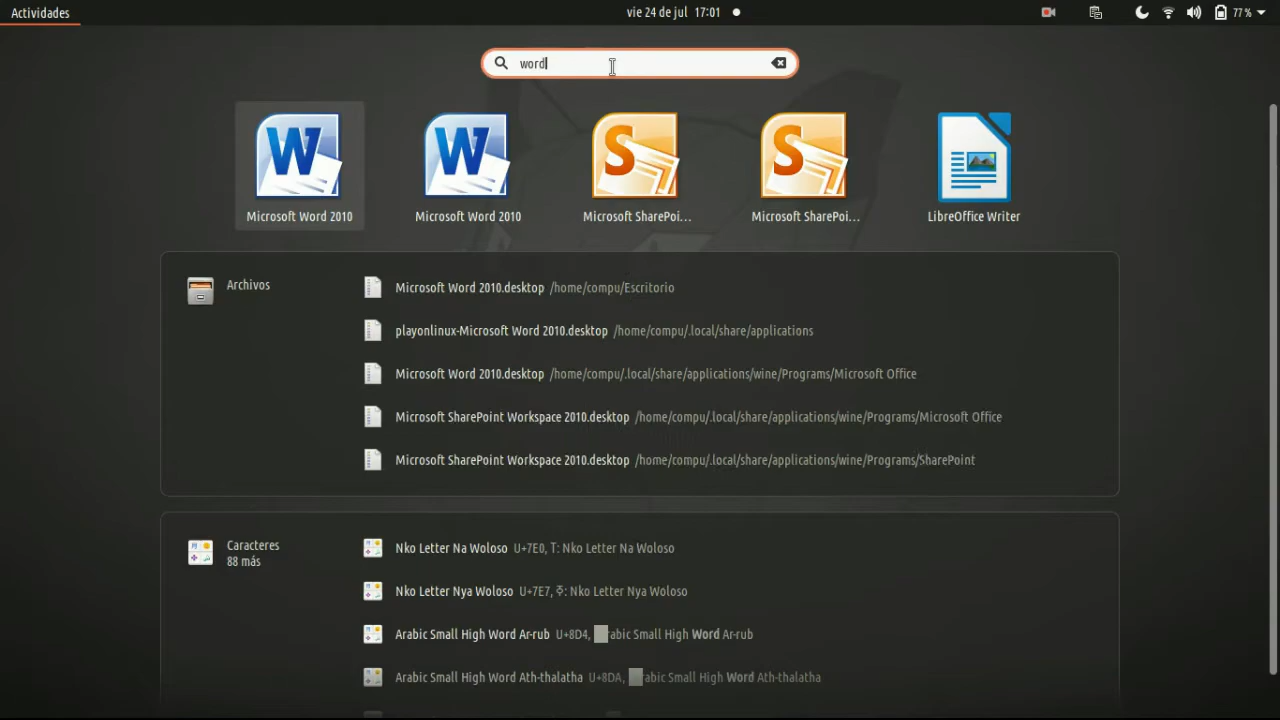 Actividades
vie 24 de jul 17:01
77 %
word
Microsoft Word 2010
Microsoft Word 2010
Microsoft SharePoi...
Microsoft SharePoi...
LibreOffice Writer
Archivos
Microsoft Word 2010.desktop /home/compu/Escritorio
playonlinux-Microsoft Word 2010.desktop /home/compu/.local/share/applications
Microsoft Word 2010.desktop /home/compu/.local/share/applications/wine/Programs/Microsoft Office
Microsoft SharePoint Workspace 2010.desktop /home/compu/.local/share/applications/wine/Programs/Microsoft Office
Microsoft SharePoint Workspace 2010.desktop /home/compu/.local/share/applications/wine/Programs/SharePoint
Caracteres
88 más
Nko Letter Na Woloso U+7E0, T: Nko Letter Na Woloso
Nko Letter Nya Woloso U+7E7, : Nko Letter Nya Woloso
Arabic Small High Word Ar-rub U+8D4, rabic Small High Word Ar-rub
Arabic Small High Word Ath-thalatha U+8DA, rabic Small High Word Ath-thalatha